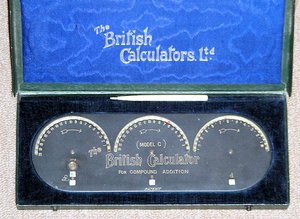 The
British
Calculators. Ltd
(MODEL C)
The
British Calculator
FOR COMPOUND ADDITION